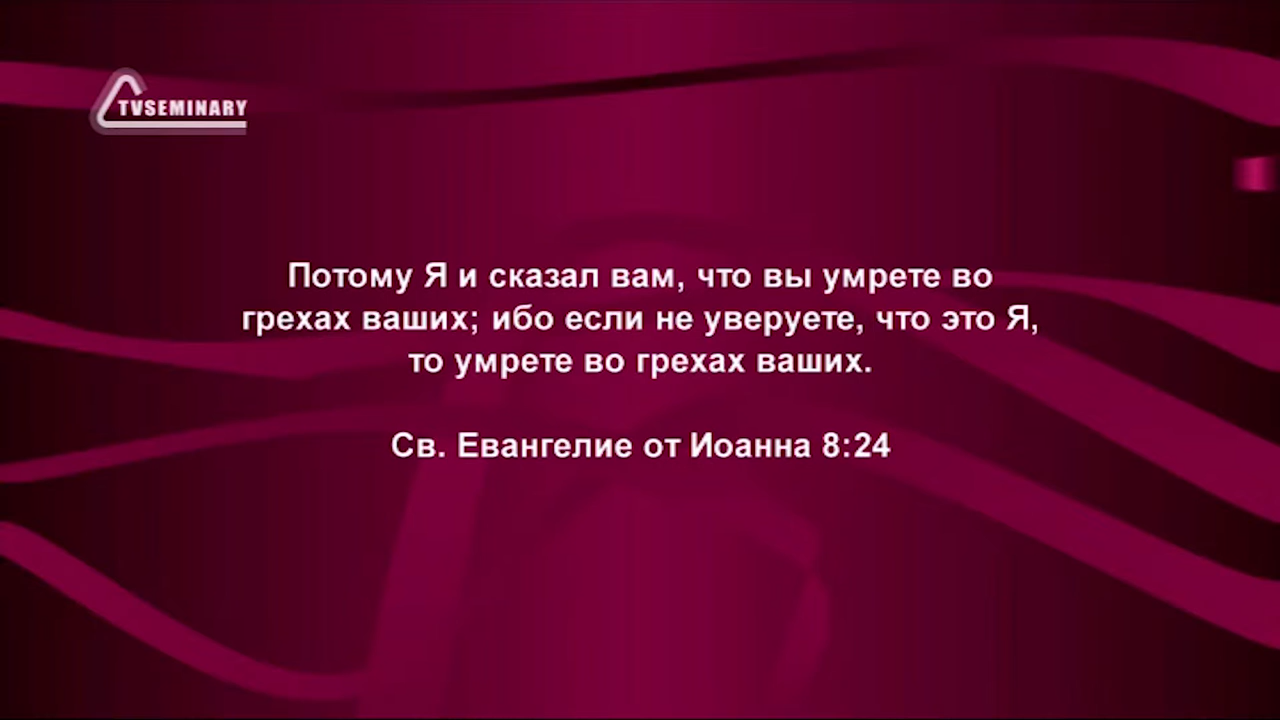 TVSEMINARY
Потому Я и сказал вам, что вы умрете во
грехах ваших; ибо если не уверуете, что это Я,
то умрете во грехах ваших.
Св. Евангелие от Иоанна 8:24